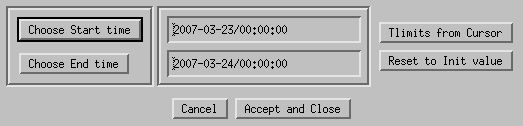 Choose Start time
2007-03-23/00:00:00
Tlimits from Cursor
Choose End time
2007-03-24/00:00:00
Reset to Init value
Cancel
Accept and Close